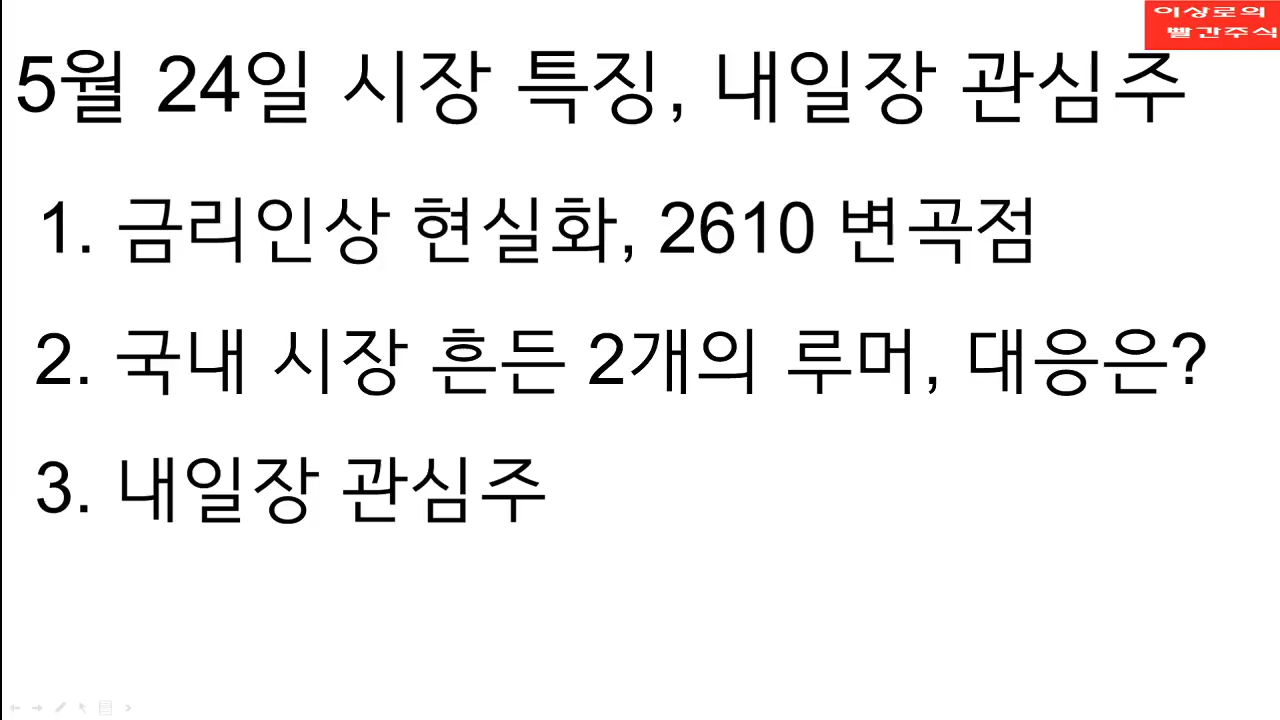 이상로의
빨간주식
5월 24일 시장 특징, 내일장 관심주
1. 금리인상 현실화, 2610 변곡점
2. 국내 시장 흔든 2개의 루머, 대응은?
3. 내일장 관심주